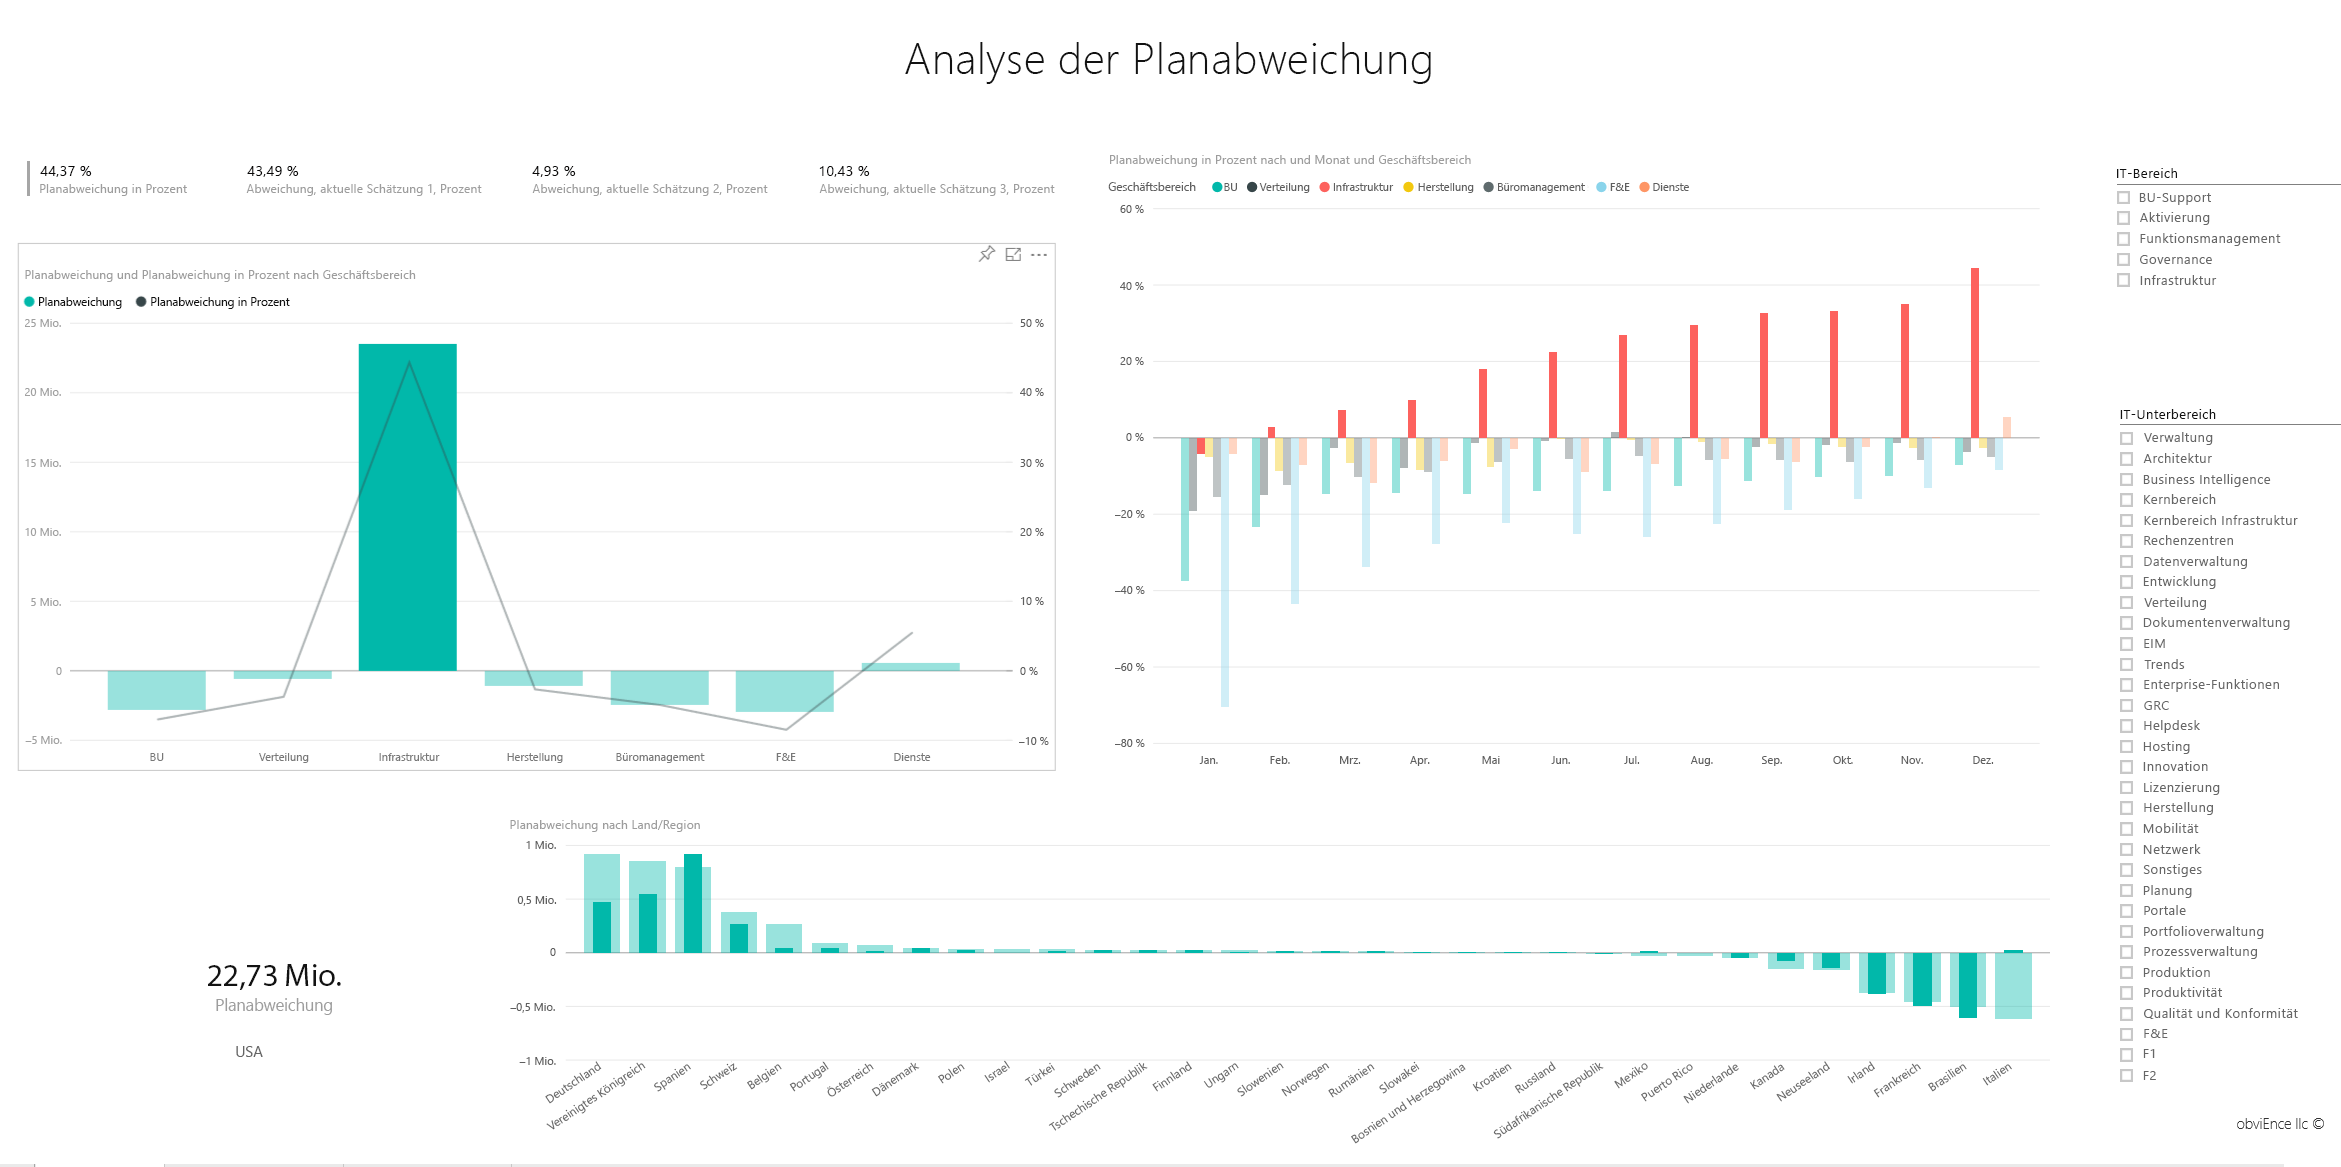 Analyse der Planabweichung
44,37 %
Planabweichung in Prozent
43,49 %
Abweichung, aktuelle Schätzung 1, Prozent
4,93 %
Abweichung, aktuelle Schätzung 2, Prozent
10,43 %
Abweichung, aktuelle Schätzung 3, Prozent
Planabweichung und Planabweichung in Prozent nach Geschäftsbereich
Planabweichung Planabweichung in Prozent
25 Mio. 50 %
20 Mio. 40 %
15 Mio. 30 %
10 Mio. 20 %
5 Mio. 10 %
0 0 %
–5 Mio. –10 %
BU Verteilung Infrastruktur Herstellung Büromanagement F&E Dienste
Planabweichung in Prozent nach und Monat und Geschäftsbereich
Geschäftsbereich BU Verteilung Infrastruktur Herstellung Büromanagement F&E Dienste
60 %
40 %
20 %
0 %
–20 %
–40 %
–60 %
–80 %
Jan. Feb. Mrz. Apr. Mai Jun. Jul. Aug. Sep. Okt. Nov. Dez.
22,73 Mio.
Planabweichung
USA
Planabweichung nach Land/Region
1 Mio.
0,5 Mio.
0
–0,5 Mio.
–1 Mio.
Deutschland
Vereinigtes Königreich
Spanien
Schweiz
Belgien
Portugal
Österreich
Dänemark
Polen
Israel
Türkei
Schweden
Tschechische Republik
Finnland
Ungarn
Slowenien
Norwegen
Rumänien
Slowakei
Bosnien und Herzegowina
Kroatien
Russland
Südafrikanische Republik
Mexiko
Puerto Rico
Niederlande
Kanada
Neuseeland
Irland
Frankreich
Brasilien
Italien
IT-Bereich
BU-Support
Aktivierung
Funktionsmanagement
Governance
Infrastruktur
IT-Unterbereich
Verwaltung
Architektur
Business Intelligence
Kernbereich
Kernbereich Infrastruktur
Rechenzentren
Datenverwaltung
Entwicklung
Verteilung
Dokumentenverwaltung
EIM
Trends
Enterprise-Funktionen
GRC
Helpdesk
Hosting
Innovation
Lizenzierung
Herstellung
Mobilität
Netzwerk
Sonstiges
Planung
Portale
Portfolioverwaltung
Prozessverwaltung
Produktion
Produktivität
Qualität und Konformität
F&E
F1
F2
obviEnce llc ©